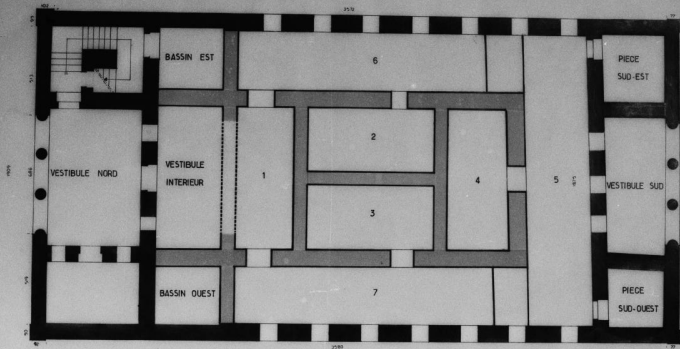 BASSIN EST
6
PIECE
SUD-EST
2
VESTIBULE NORD
VESTIBULE
INTERIEUR
1
4
5
VESTIBULE SUD
3
BASSIN OUEST
7
PIECE
SUD-OUEST